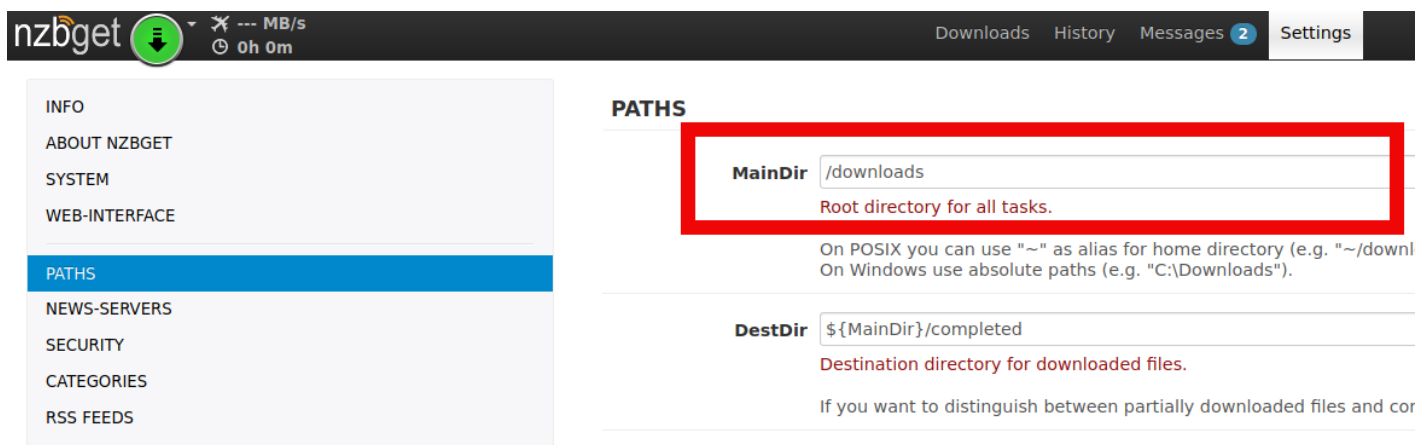 nzbget --- MB/s
0h 0m
Downloads History Messages 2 Settings
INFO
ABOUT NZBGET
SYSTEM
WEB-INTERFACE
PATHS
NEWS-SERVERS
SECURITY
CATEGORIES
RSS FEEDS
PATHS
MainDir /downloads
Root directory for all tasks.
On POSIX you can use "~" as alias for home directory (e.g. "~/downl
On Windows use absolute paths (e.g. "C:\Downloads").
DestDir ${MainDir}/completed
Destination directory for downloaded files.
If you want to distinguish between partially downloaded files and cor